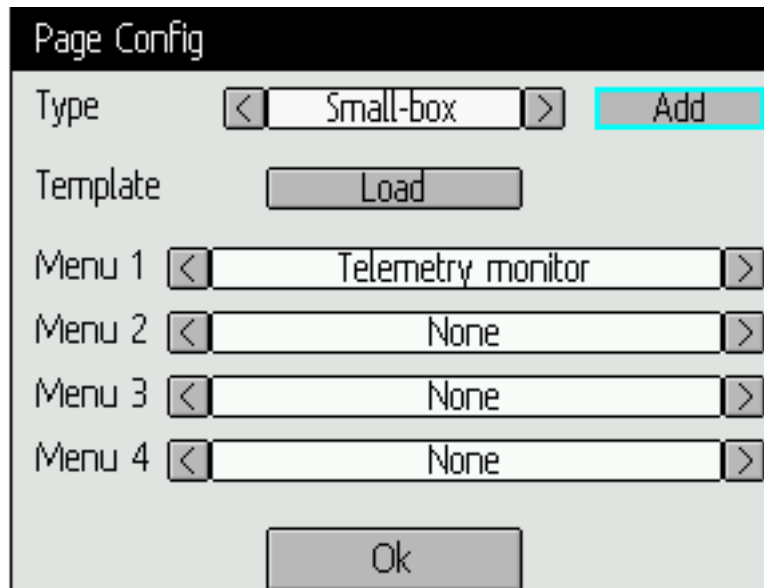 Page Config
Type < Small-box > Add
Template Load
Menu 1 < Telemetry monitor >
Menu 2 < None >
Menu 3 < None >
Menu 4 < None >
Ok